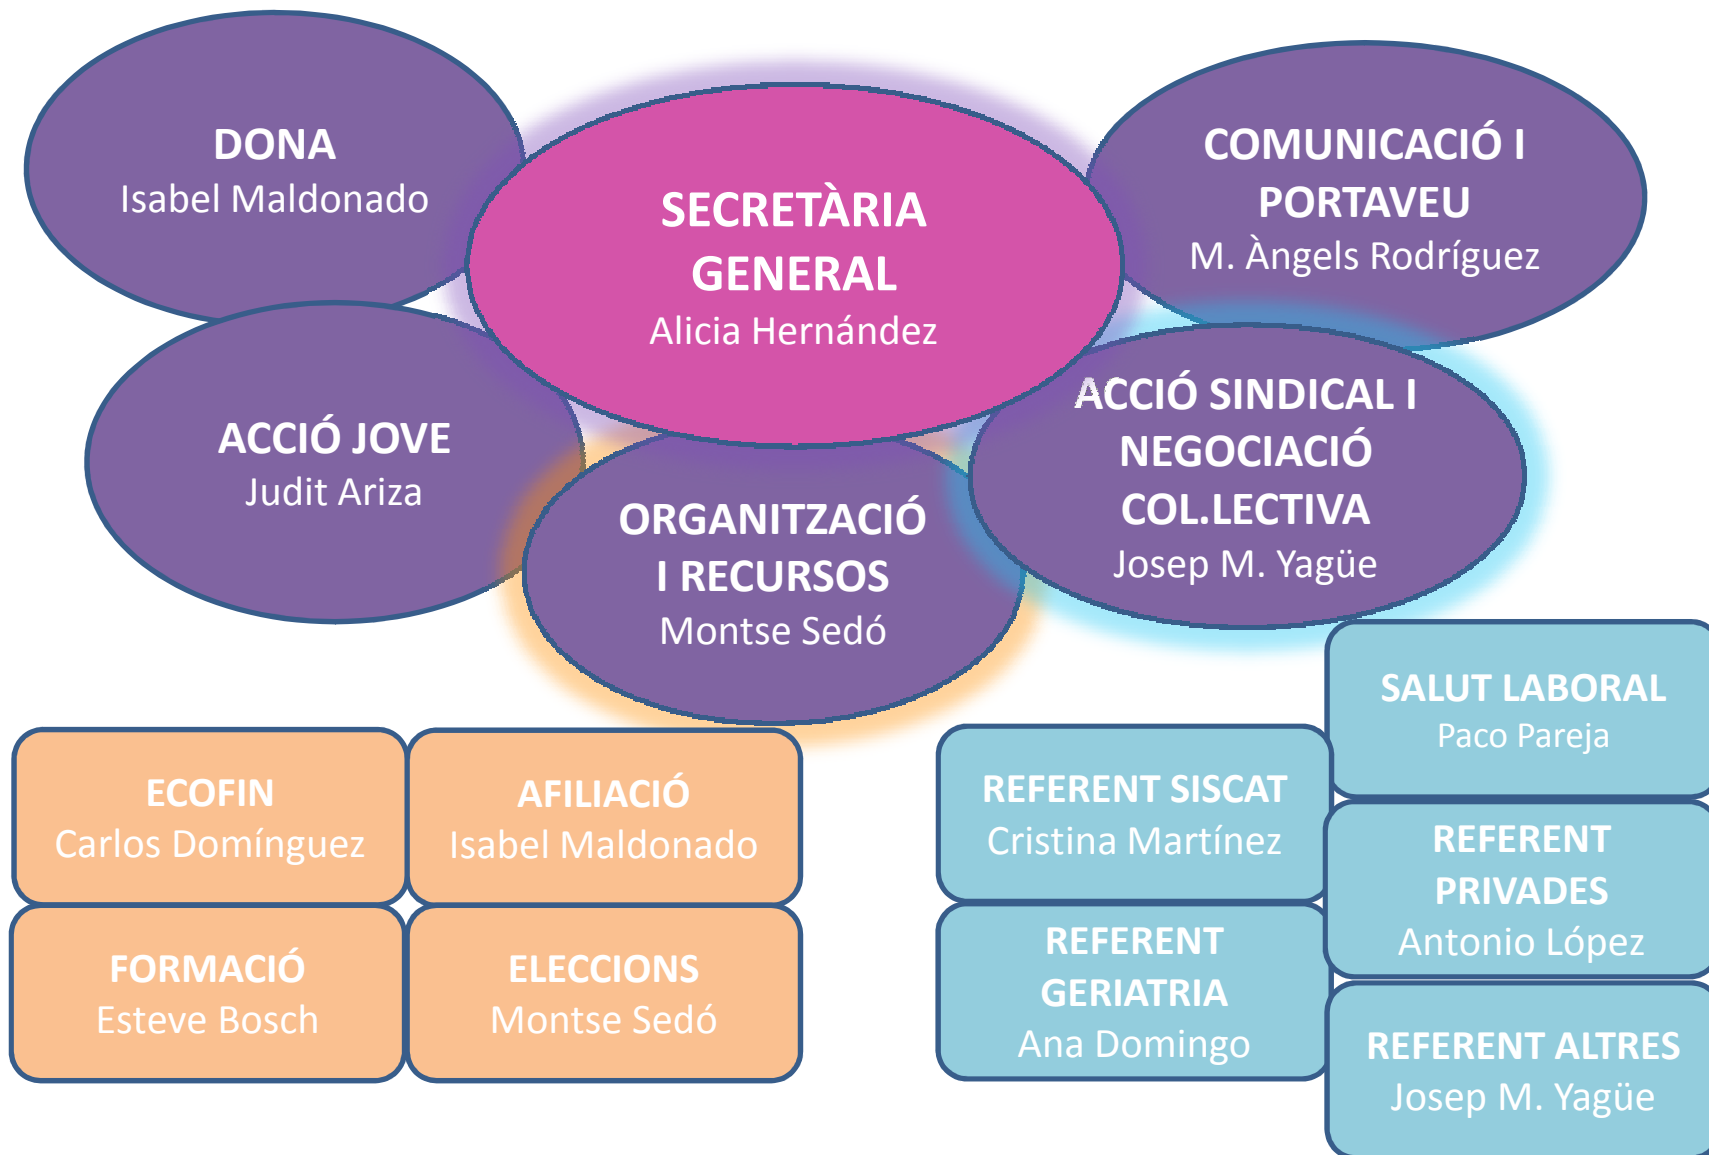 DONA
Isabel Maldonado
SECRETÀRIA
GENERAL
Alicia Hernández
COMUNICACIÓ I
PORTAVEU
M. Àngels Rodríguez
ACCIÓ JOVE
Judit Ariza
ORGANITZACIÓ
I RECURSOS
Montse Sedó
ACCIÓ SINDICAL I
NEGOCIACIÓ
COL.LECTIVA
Josep M. Yagüe
ECOFIN
Carlos Domínguez
AFILIACIÓ
Isabel Maldonado
FORMACIÓ
Esteve Bosch
ELECCIONS
Montse Sedó
REFERENT SISCAT
Cristina Martínez
REFERENT
GERIATRIA
Ana Domingo
SALUT LABORAL
Paco Pareja
REFERENT
PRIVADES
Antonio López
REFERENT ALTRES
Josep M. Yagüe